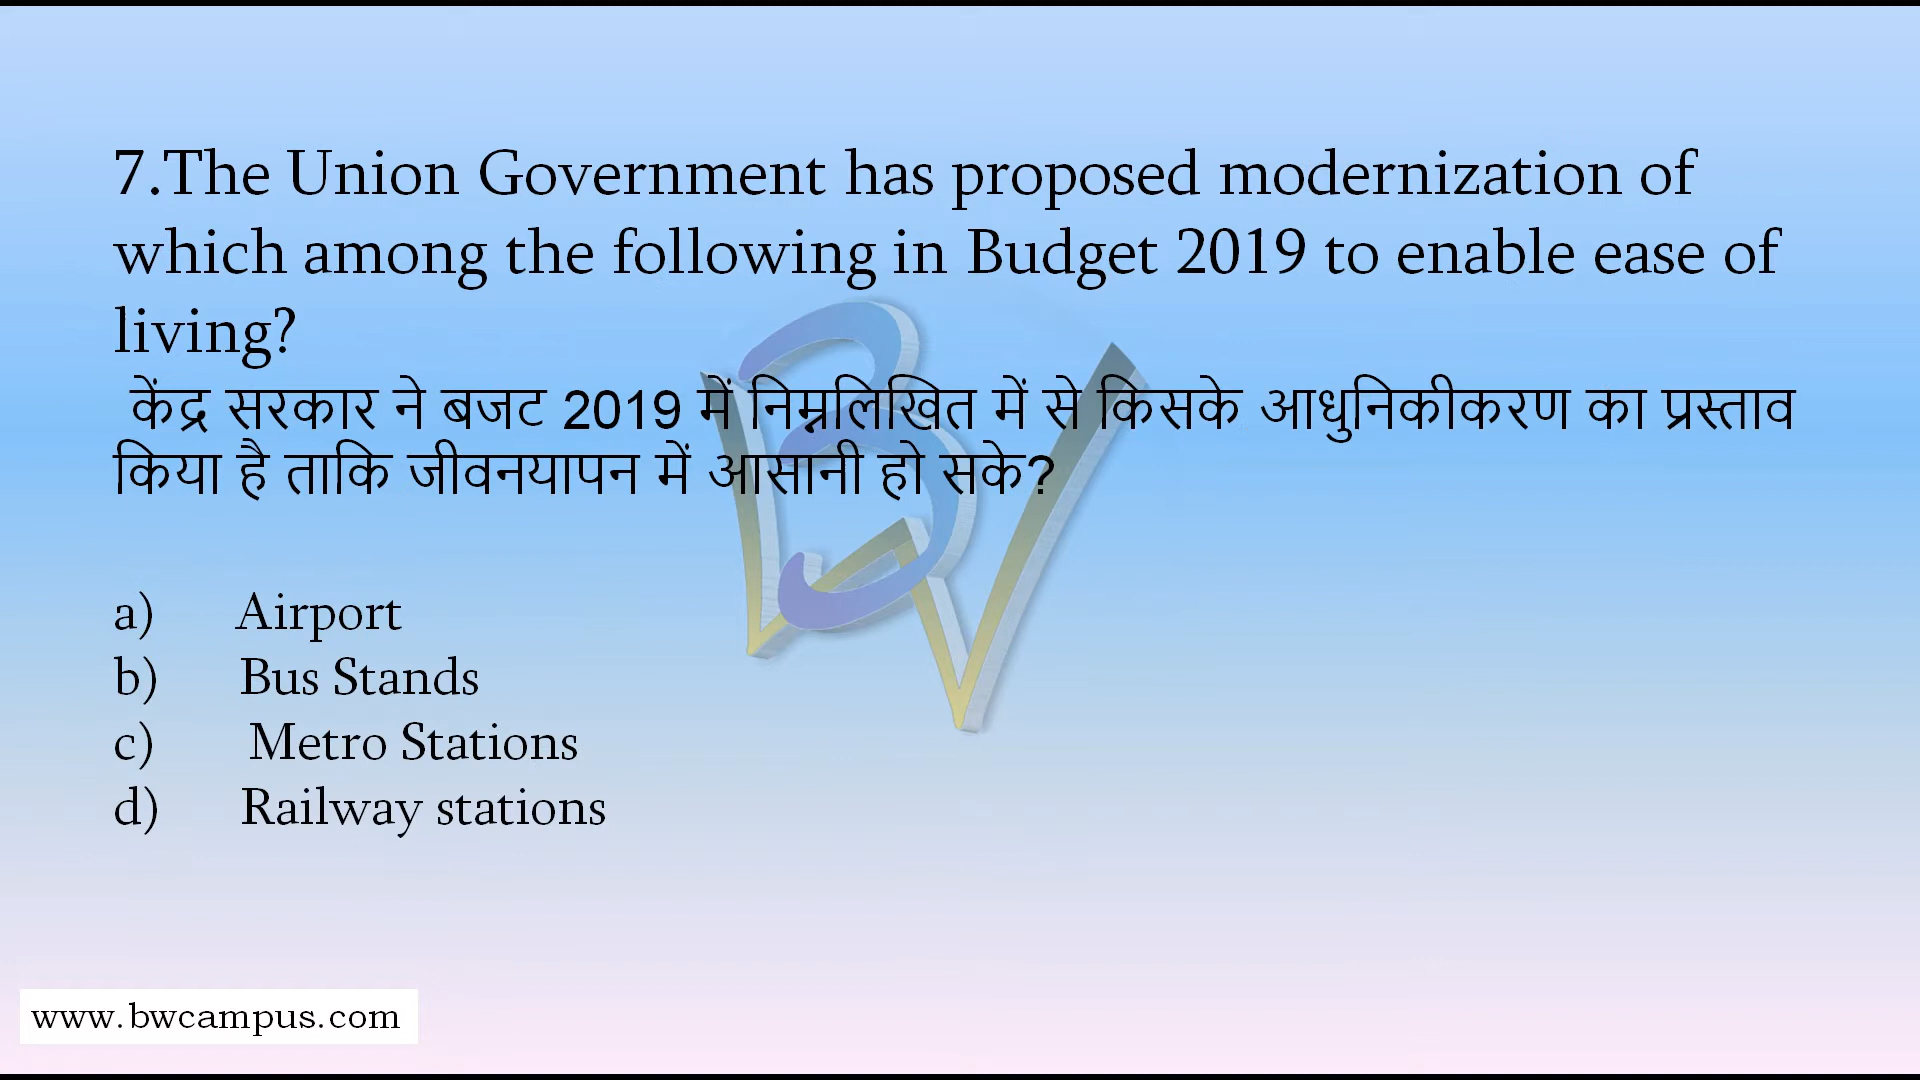 7.The Union Government has proposed modernization of
which among the following in Budget 2019 to enable ease of
living?
केंद्र सरकार ने बजट 2019 में निम्नलिखित में से किसके आधुनिकीकरण का प्रस्ताव
किया है ताकि जीवनयापन में आसानी हो सके?
a) Airport
b) Bus Stands
c) Metro Stations
d) Railway stations
www.bwcampus.com